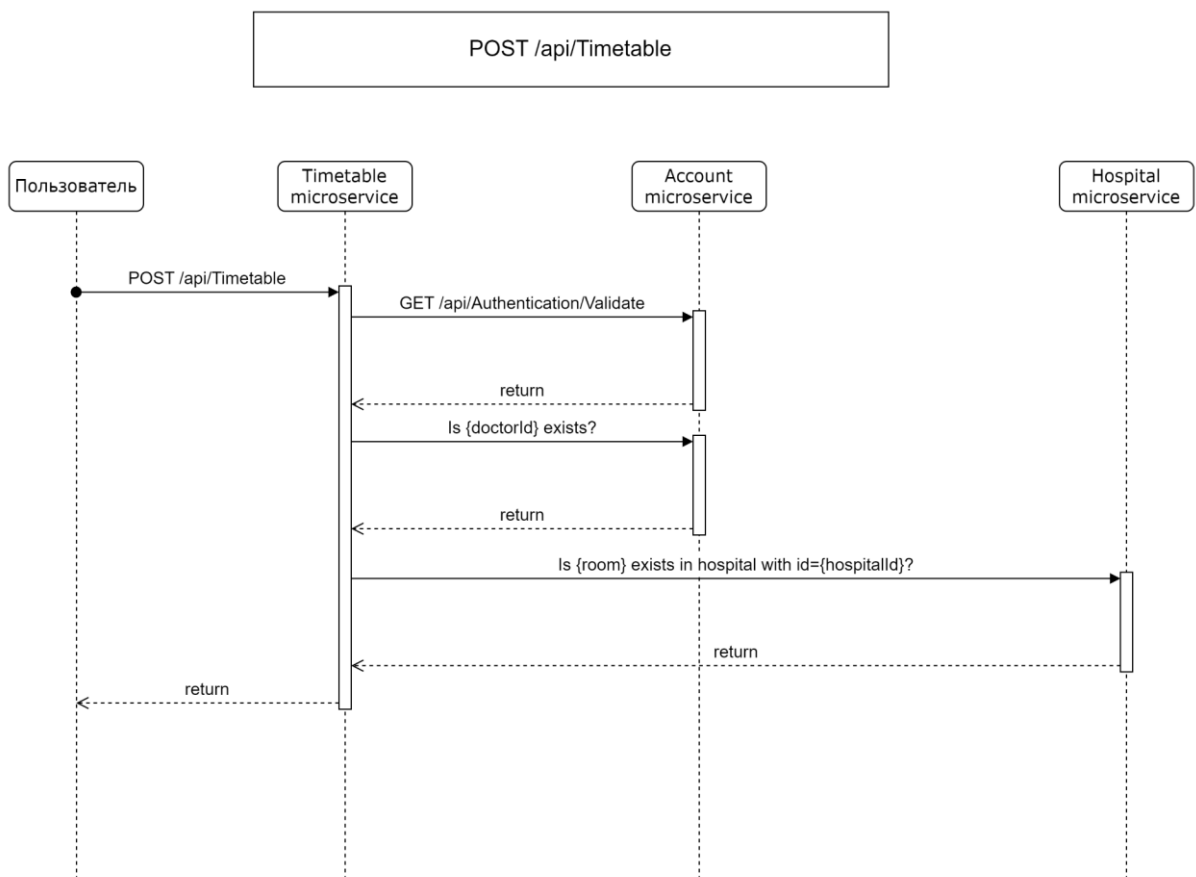 POST /api/Timetable
Пользователь
Timetable
microservice
Account
microservice
Hospital
microservice
POST /api/Timetable
GET /api/Authentication/Validate
return
Is {doctorId} exists?
return
Is {room} exists in hospital with id={hospitalId}?
return
return